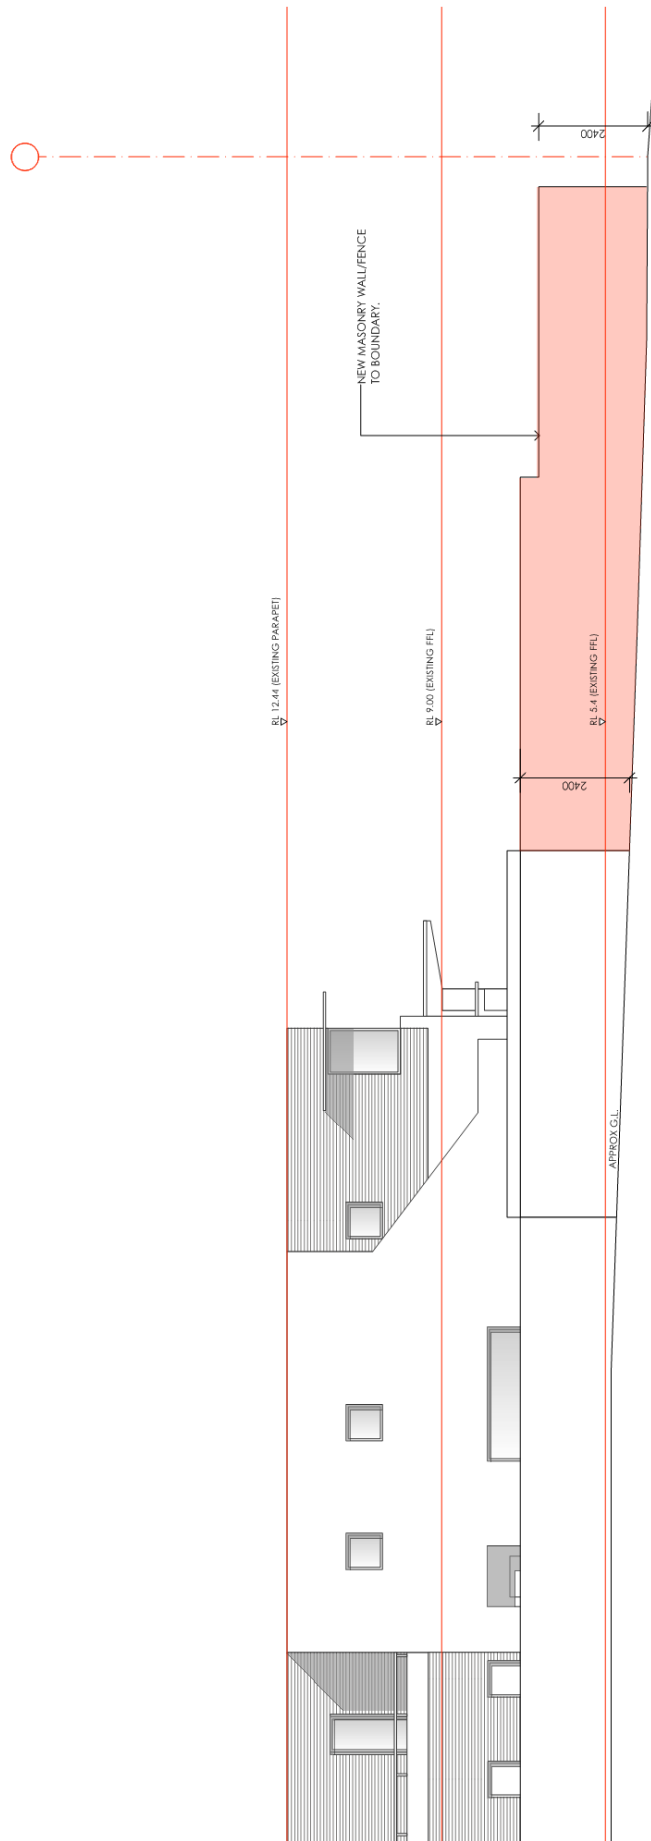 2400
NEW MASONRY WALL/FENCE
TO BOUNDARY.
RL 12.44 (EXISTING PARAPET)
RL 9.00 (EXISTING FFL)
RL 5.4 (EXISTING FFL)
2400
APPROX G.L.